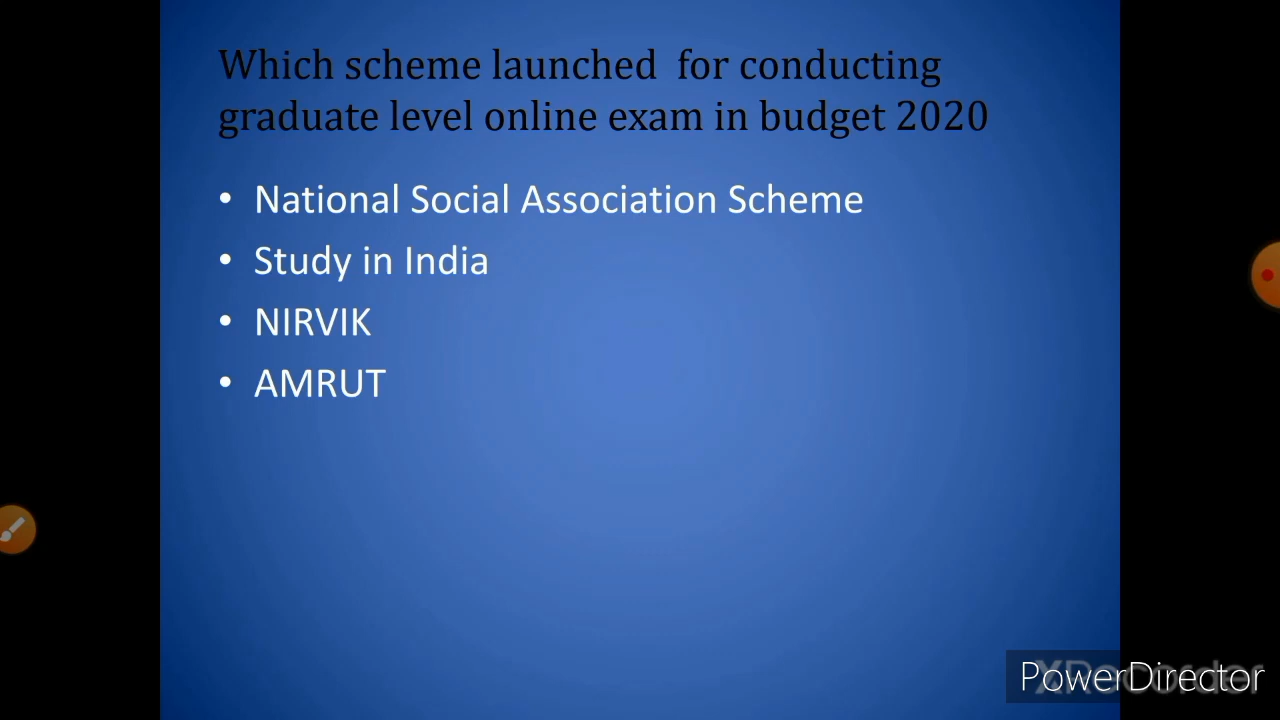 Which scheme launched for conducting
graduate level online exam in budget 2020
• National Social Association Scheme
• Study in India
• NIRVIK
• AMRUT
XRecorder
PowerDirector